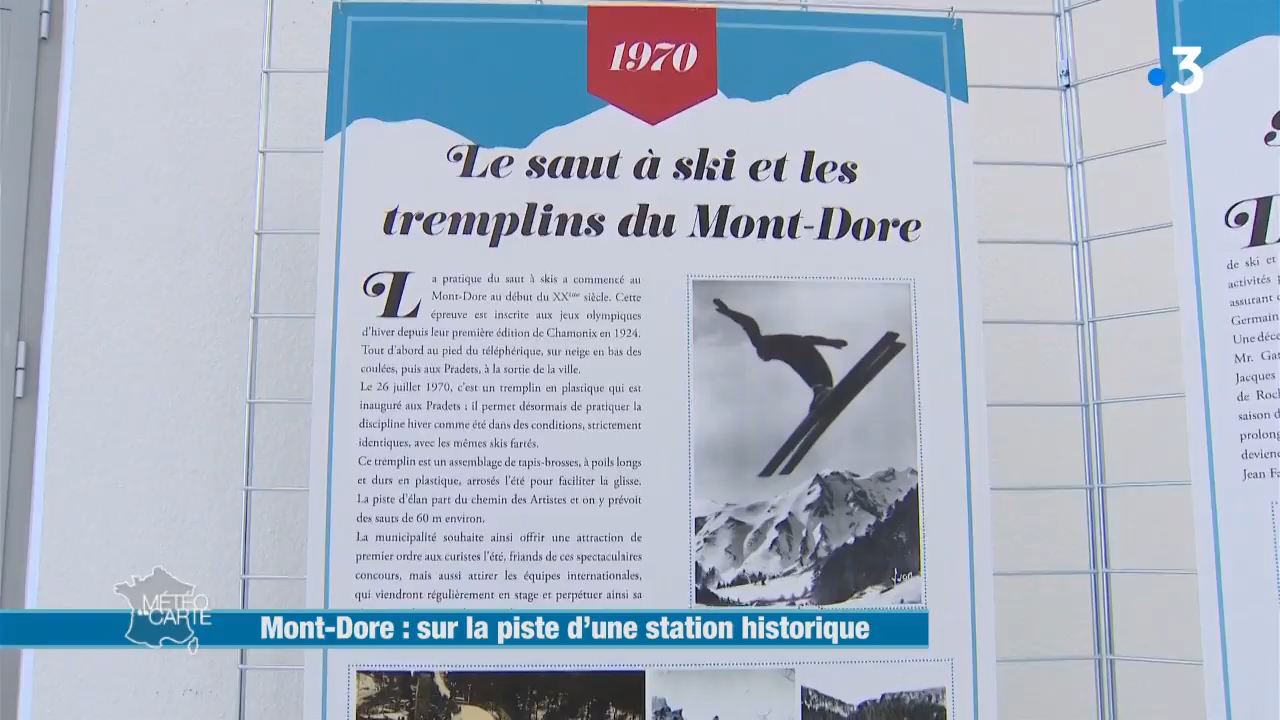 1970
3
Le saut à ski et les
tremplins du Mont-Dore
La pratique du saut à skis a commencé au
Mont-Dore au début du XXème siècle. Cette
épreuve est inscrite aux jeux olympiques
d'hiver depuis leur première édition de Chamonix en 1924.
Tout d'abord au pied du téléphérique, sur neige en bas des
coulées, puis aux Pradets, à la sortie de la ville.
Le 26 juillet 1970, c'est un tremplin en plastique qui est
inauguré aux Pradets ; il permet désormais de pratiquer la
discipline hiver comme été dans des conditions, strictement
identiques, avec les mêmes skis fartés.
Ce tremplin est un assemblage de tapis-brosses, à poils longs
et durs en plastique, arrosés l'été pour faciliter la glisse.
La piste d'élan part du chemin des Artistes et on y prévoit
des sauts de 60 m environ.
La municipalité souhaite ainsi offrir une attraction de
premier ordre aux curistes l'été, friands de ces spectaculaires
concours, mais aussi attirer les équipes internationales,
qui viendront régulièrement en stage et perpétuer ainsi sa
Yvon
de ski et
activités
assurant
Germain
Une déce
Mr. Gat
Jacques
de Roch
saison d
prolong
devienc
Jean Fa
MÉTÉO
À LA
CARTE
Mont-Dore : sur la piste d'une station historique